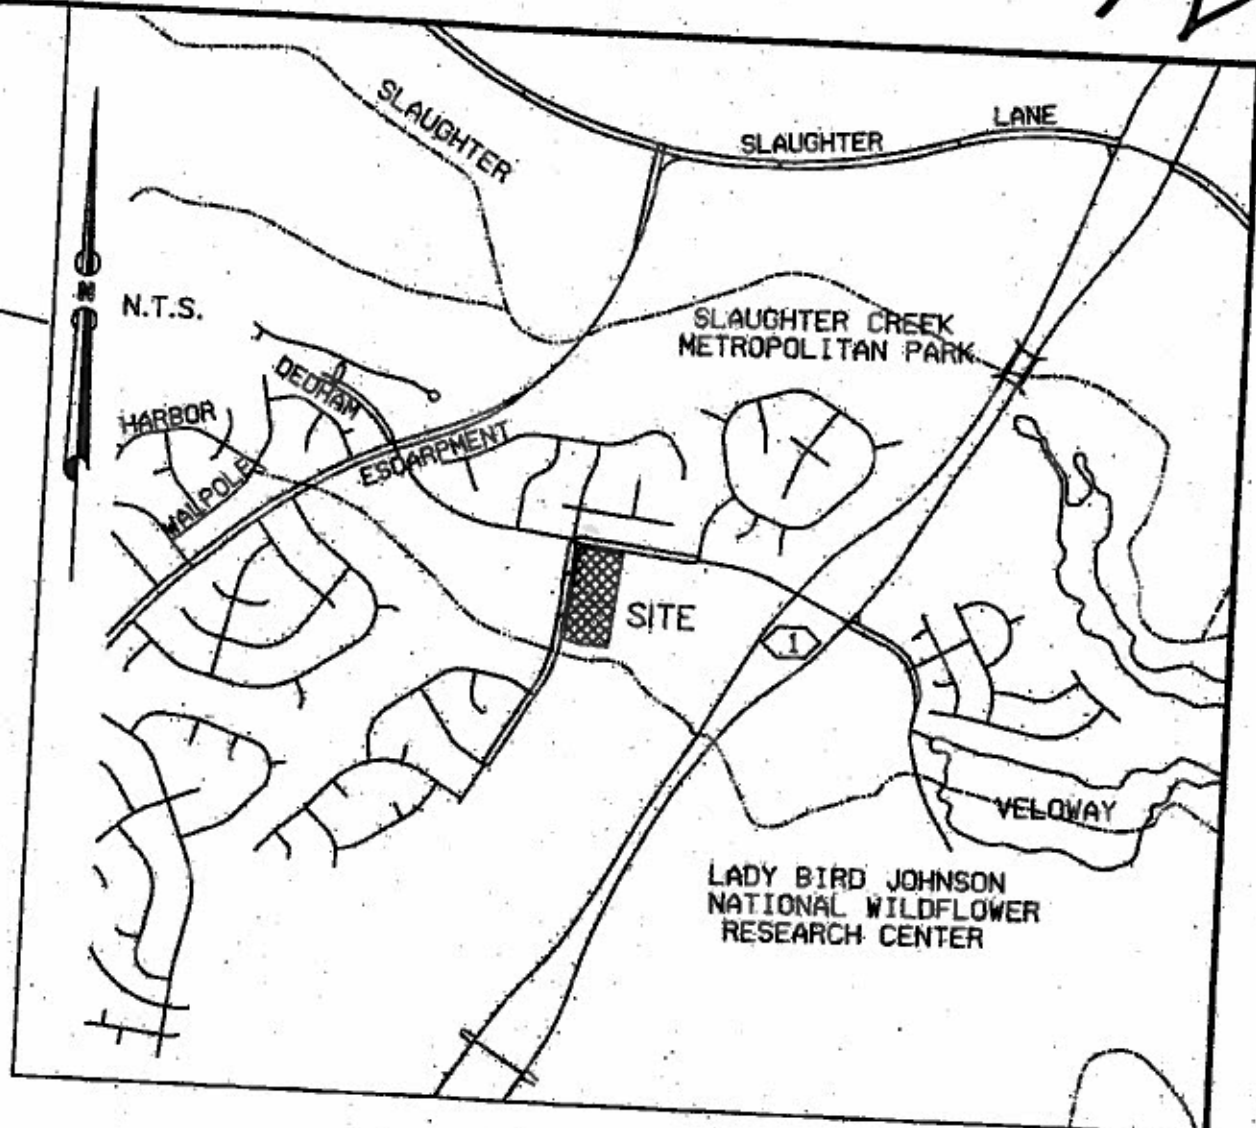 SLAUGHTER
SLAUGHTER
LANE
N
N.T.S.
SLAUGHTER CREEK
METROPOLITAN PARK
DEDHAM
HARBOR
WALPOLE
ESCARPMENT
SITE
1
VELOWAY
LADY BIRD JOHNSON
NATIONAL WILDFLOWER
RESEARCH CENTER